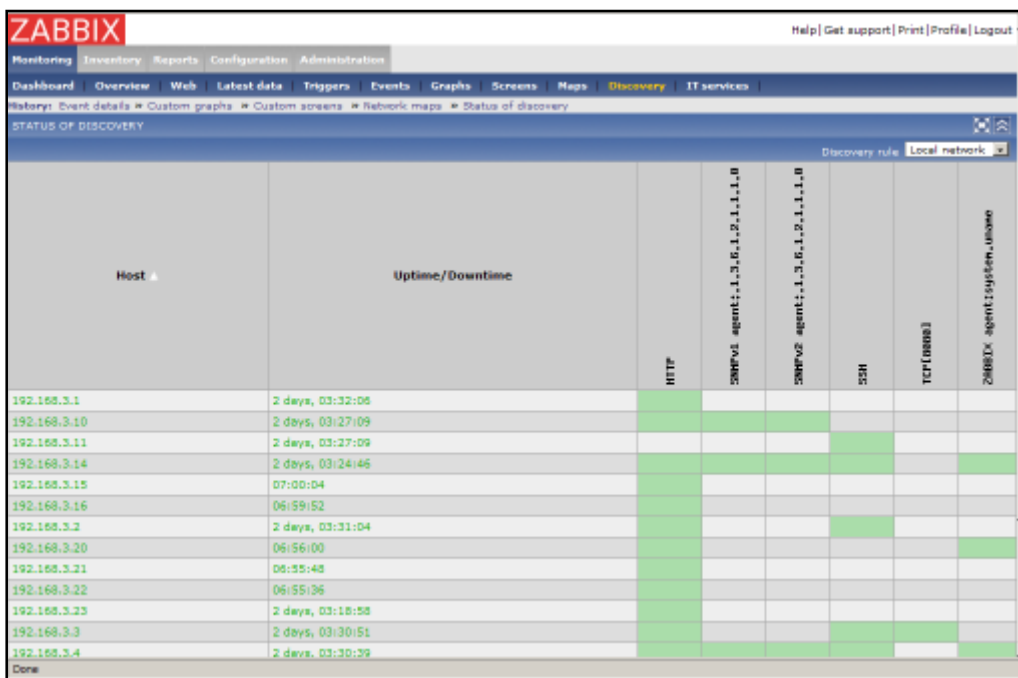 ZABBIX
Help | Get support | Print | Profile | Logout
Monitoring Inventory Reports Configuration Administration
Dashboard | Overview | Web | Latest data | Triggers | Events | Graphs | Screens | Maps | Discovery | IT services |
History: Event details » Custom graphs » Custom screens » Network maps » Status of discovery
STATUS OF DISCOVERY
Discovery rule Local network
Host Uptime/Downtime HTTP SNMPv1 agent:.1.3.6.1.2.1.1.1.0 SNMPv2 agent:.1.3.6.1.2.1.1.1.0 SSH TCP[8080] ZABBIX agent:system.uname
192.168.3.1 2 days, 03:32:06
192.168.3.10 2 days, 03:27:09
192.168.3.11 2 days, 03:27:09
192.168.3.14 2 days, 03:24:46
192.168.3.15 07:00:04
192.168.3.16 06:59:52
192.168.3.2 2 days, 03:31:04
192.168.3.20 06:56:00
192.168.3.21 06:55:48
192.168.3.22 06:55:36
192.168.3.23 2 days, 03:18:58
192.168.3.3 2 days, 03:30:51
192.168.3.4 2 days, 03:30:39
Done